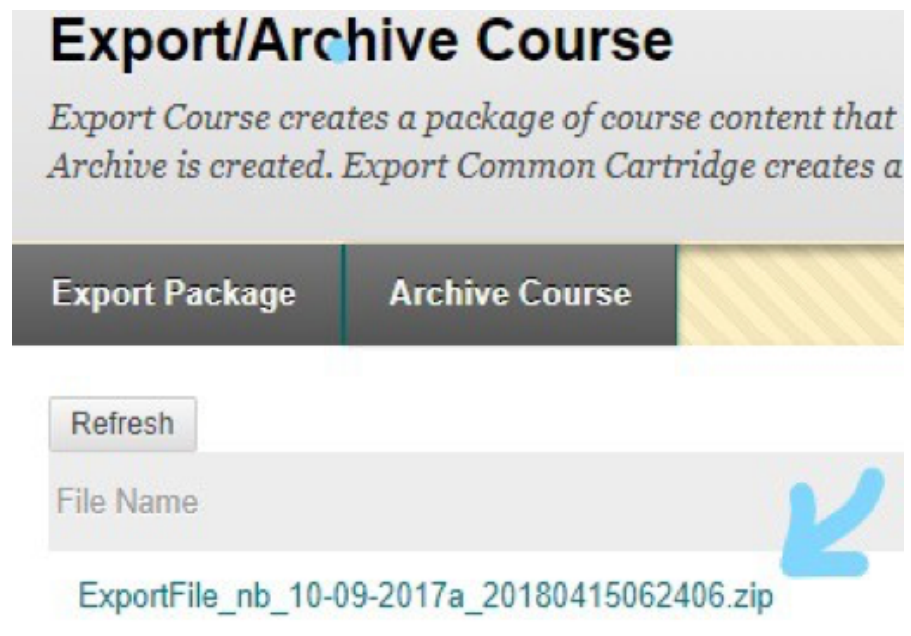 Export/Archive Course
Export Course creates a package of course content that
Archive is created. Export Common Cartridge creates a
Export Package Archive Course
Refresh
File Name
ExportFile_nb_10-09-2017a_20180415062406.zip